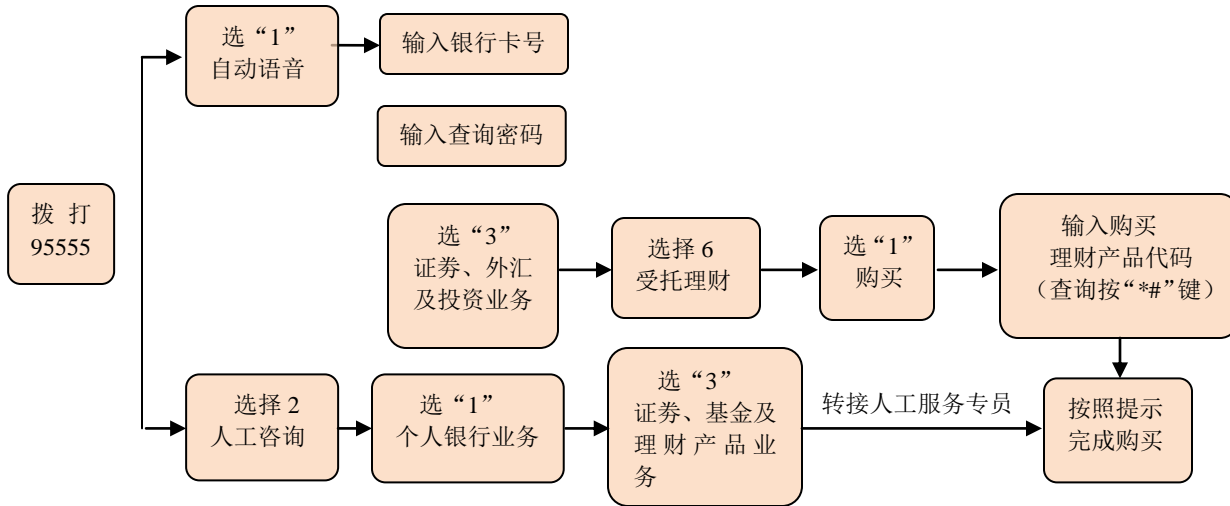 选“1”
自动语音
输入银行卡号
输入查询密码
拨 打
95555
选“3”
证券、外汇
及投资业务
选择 6
受托理财
选“1”
购买
输入购买
理财产品代码
（查询按“*#”键）
选择 2
人工咨询
选“1”
个人银行业务
选“3”
证券、基金及
理财产品业
务
转接人工服务专员
按照提示
完成购买